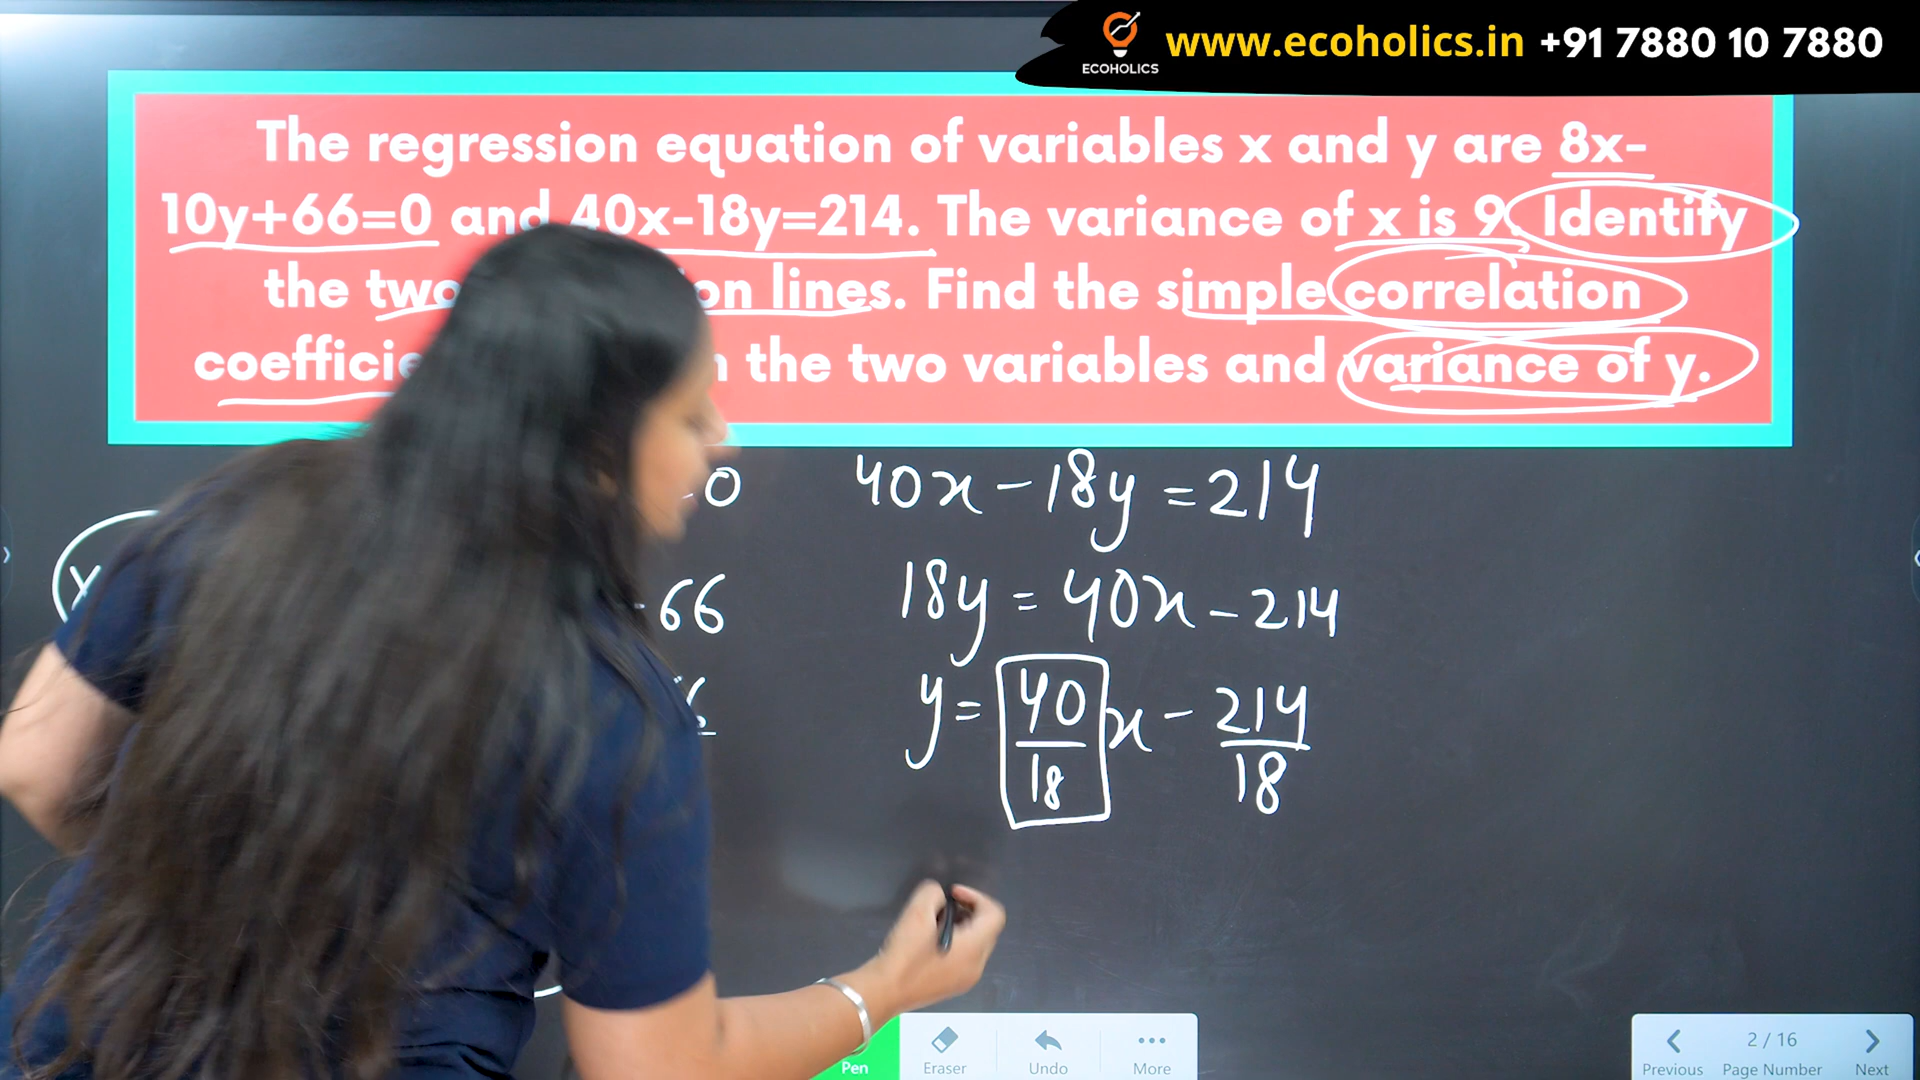 ECOHOLICS
www.ecoholics.in +91 7880 10 7880
The regression equation of variables x and y are 8x-
10y+66=0 and 40x-18y=214. The variance of x is 9. Identify
the two on lines. Find the simple correlation
coeffici the two variables and variance of y.
0 40x-18y=214
66 18y=40x-214
y=40/18x-214/18
Pen Eraser Undo More
Previous 2 / 16 Page Number Next